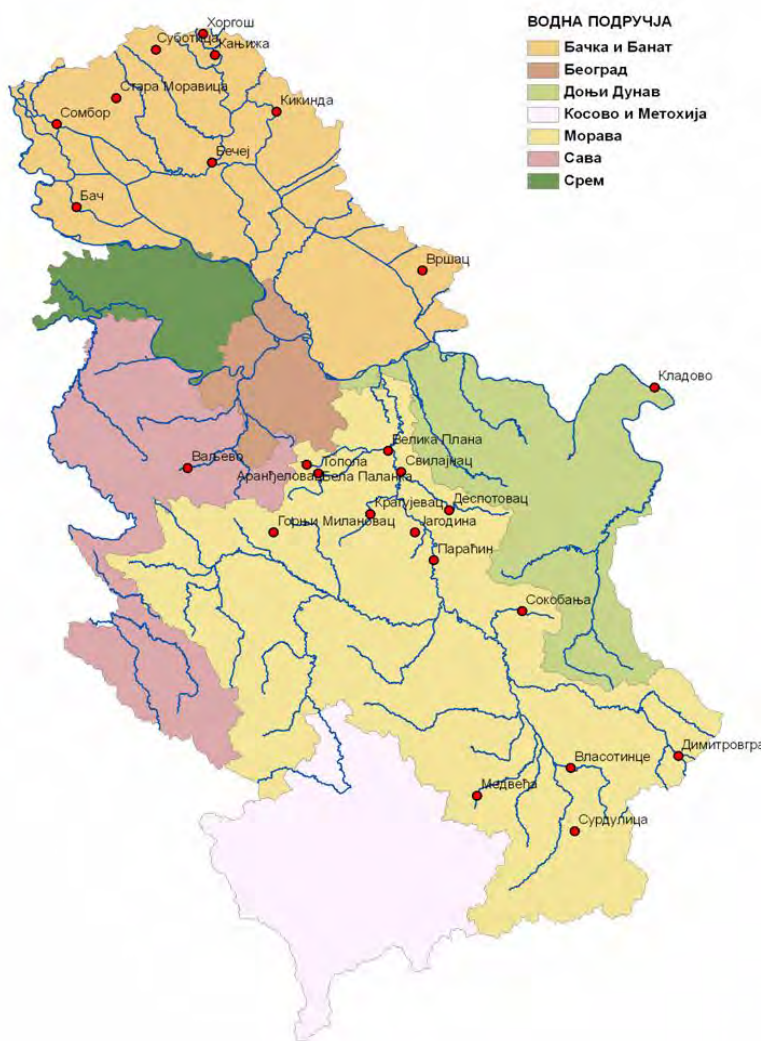 ВОДНА ПОДРУЧЈА
Бачка и Банат
Београд
Доњи Дунав
Косово и Метохија
Морава
Сава
Срем
Хоргош
Суботица
Кањижа
Стара Моравица
Кикинда
Сомбор
Бечеј
Бач
Вршац
Кладово
Велика Плана
Ваљево
Топола
Свилајнац
Аранђеловац
Бела Паланка
Деспотовац
Крагујевац
Горњи Милановац
Јагодина
Параћин
Сокобања
Димитровград
Власотинце
Медвеђа
Сурдулица